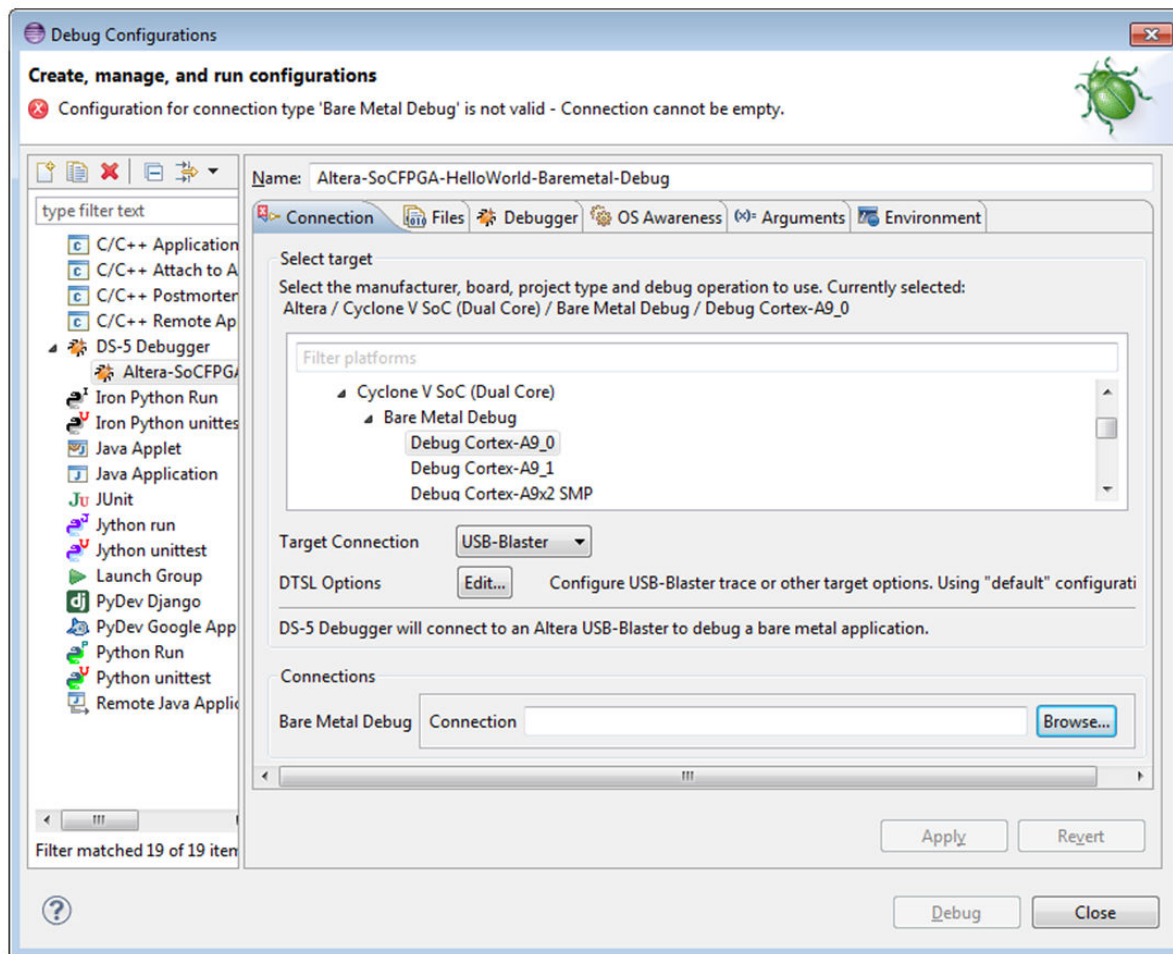 Debug Configurations
Create, manage, and run configurations
Configuration for connection type 'Bare Metal Debug' is not valid - Connection cannot be empty.
type filter text
C/C++ Application
C/C++ Attach to A
C/C++ Postmorten
C/C++ Remote Ap
DS-5 Debugger
Altera-SoCFPGA
Iron Python Run
Iron Python unittes
Java Applet
Java Application
JUnit
Jython run
Jython unittest
Launch Group
PyDev Django
PyDev Google App
Python Run
Python unittest
Remote Java Applic
Filter matched 19 of 19 item
Name: Altera-SoCFPGA-HelloWorld-Baremetal-Debug
Connection Files Debugger OS Awareness Arguments Environment
Select target
Select the manufacturer, board, project type and debug operation to use. Currently selected:
Altera / Cyclone V SoC (Dual Core) / Bare Metal Debug / Debug Cortex-A9_0
Filter platforms
Cyclone V SoC (Dual Core)
Bare Metal Debug
Debug Cortex-A9_0
Debug Cortex-A9_1
Debug Cortex-A9x2 SMP
Target Connection USB-Blaster
DTSL Options Edit... Configure USB-Blaster trace or other target options. Using "default" configurati
DS-5 Debugger will connect to an Altera USB-Blaster to debug a bare metal application.
Connections
Bare Metal Debug Connection Browse...
Apply Revert
Debug Close